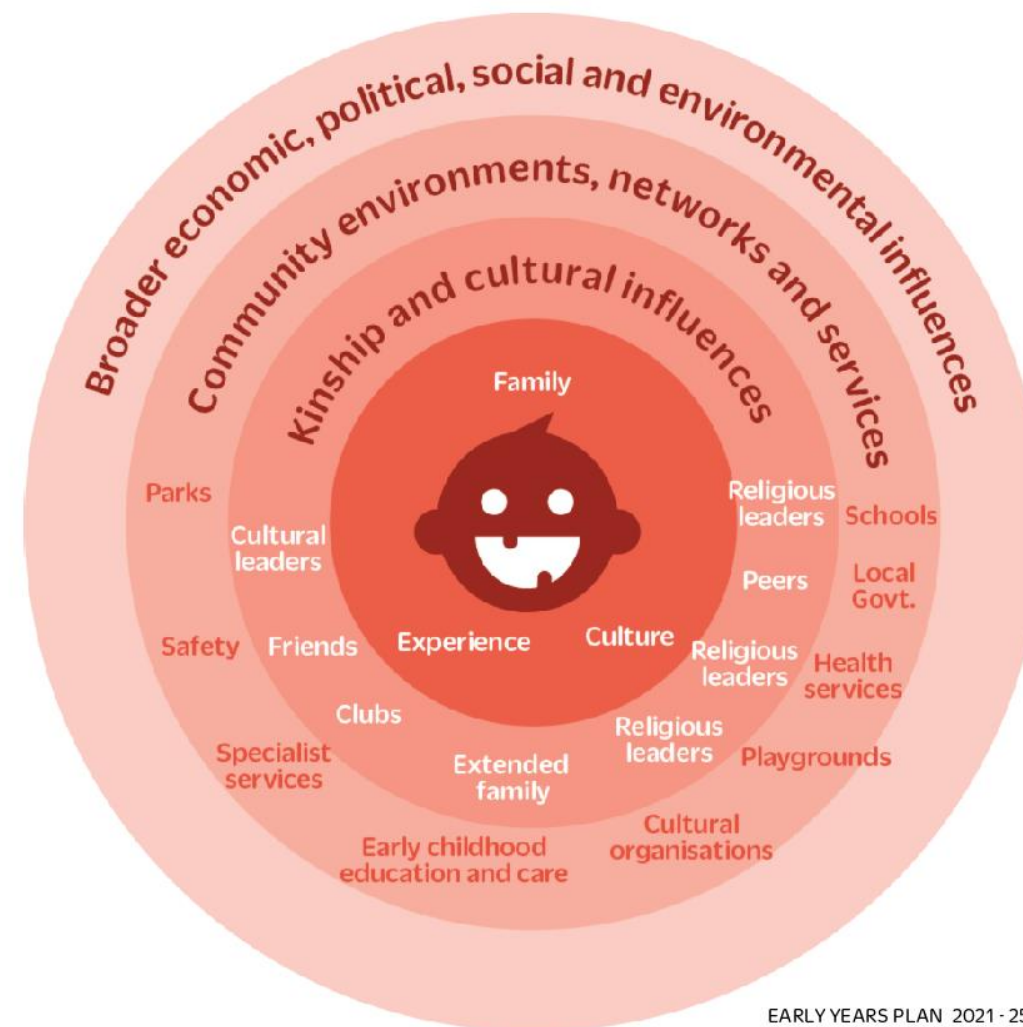 Broader economic, political, social and environmental influences
Community environments, networks and services
Kinship and cultural influences
Family
Parks
Religious
leaders
Schools
Cultural
leaders
Peers
Local
Govt.
Safety
Friends
Experience
Culture
Religious
leaders
Health
services
Clubs
Religious
leaders
Specialist
services
Extended
family
Playgrounds
Early childhood
education and care
Cultural
organisations
EARLY YEARS PLAN 2021 - 25